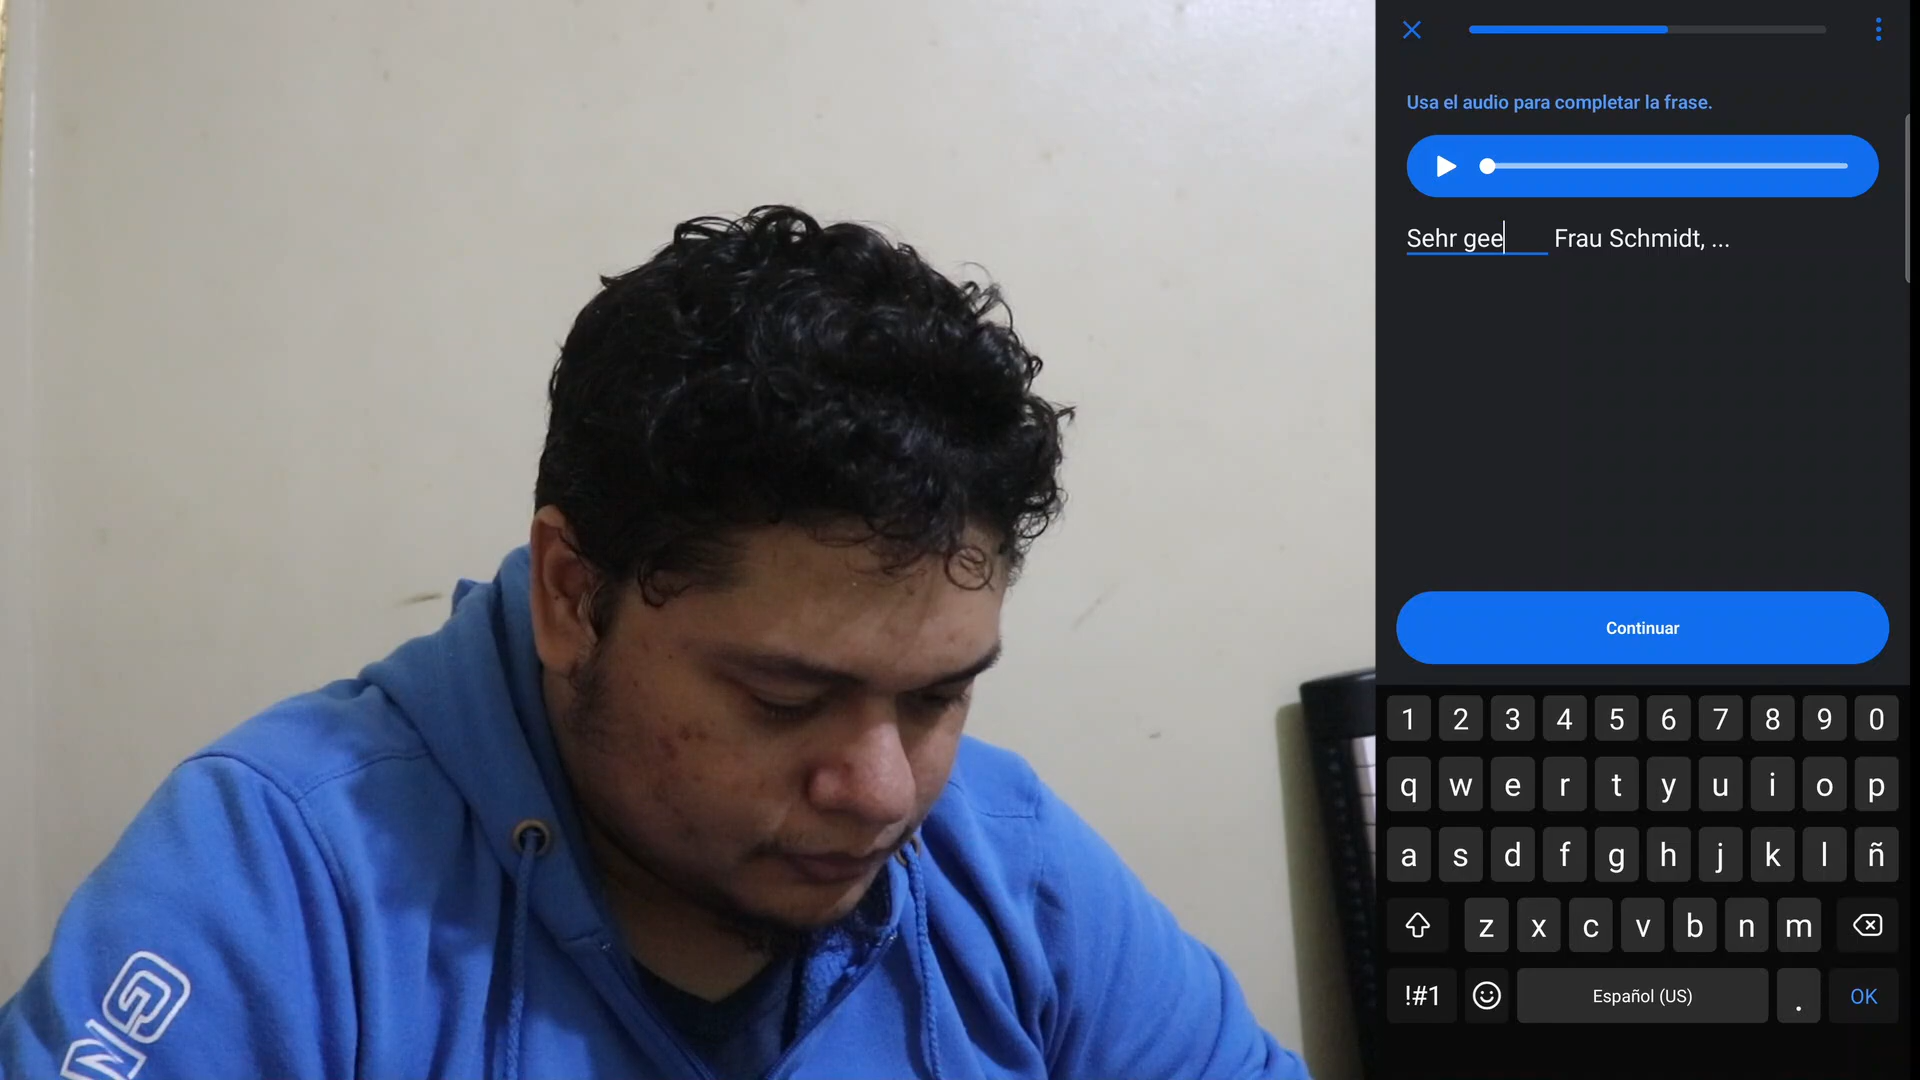 Usa el audio para completar la frase.
Sehr gee Frau Schmidt, ...
Continuar
1 2 3 4 5 6 7 8 9 0
q w e r t y u i o p
a s d f g h j k l ñ
z x c v b n m
!#1 Español (US) . OK